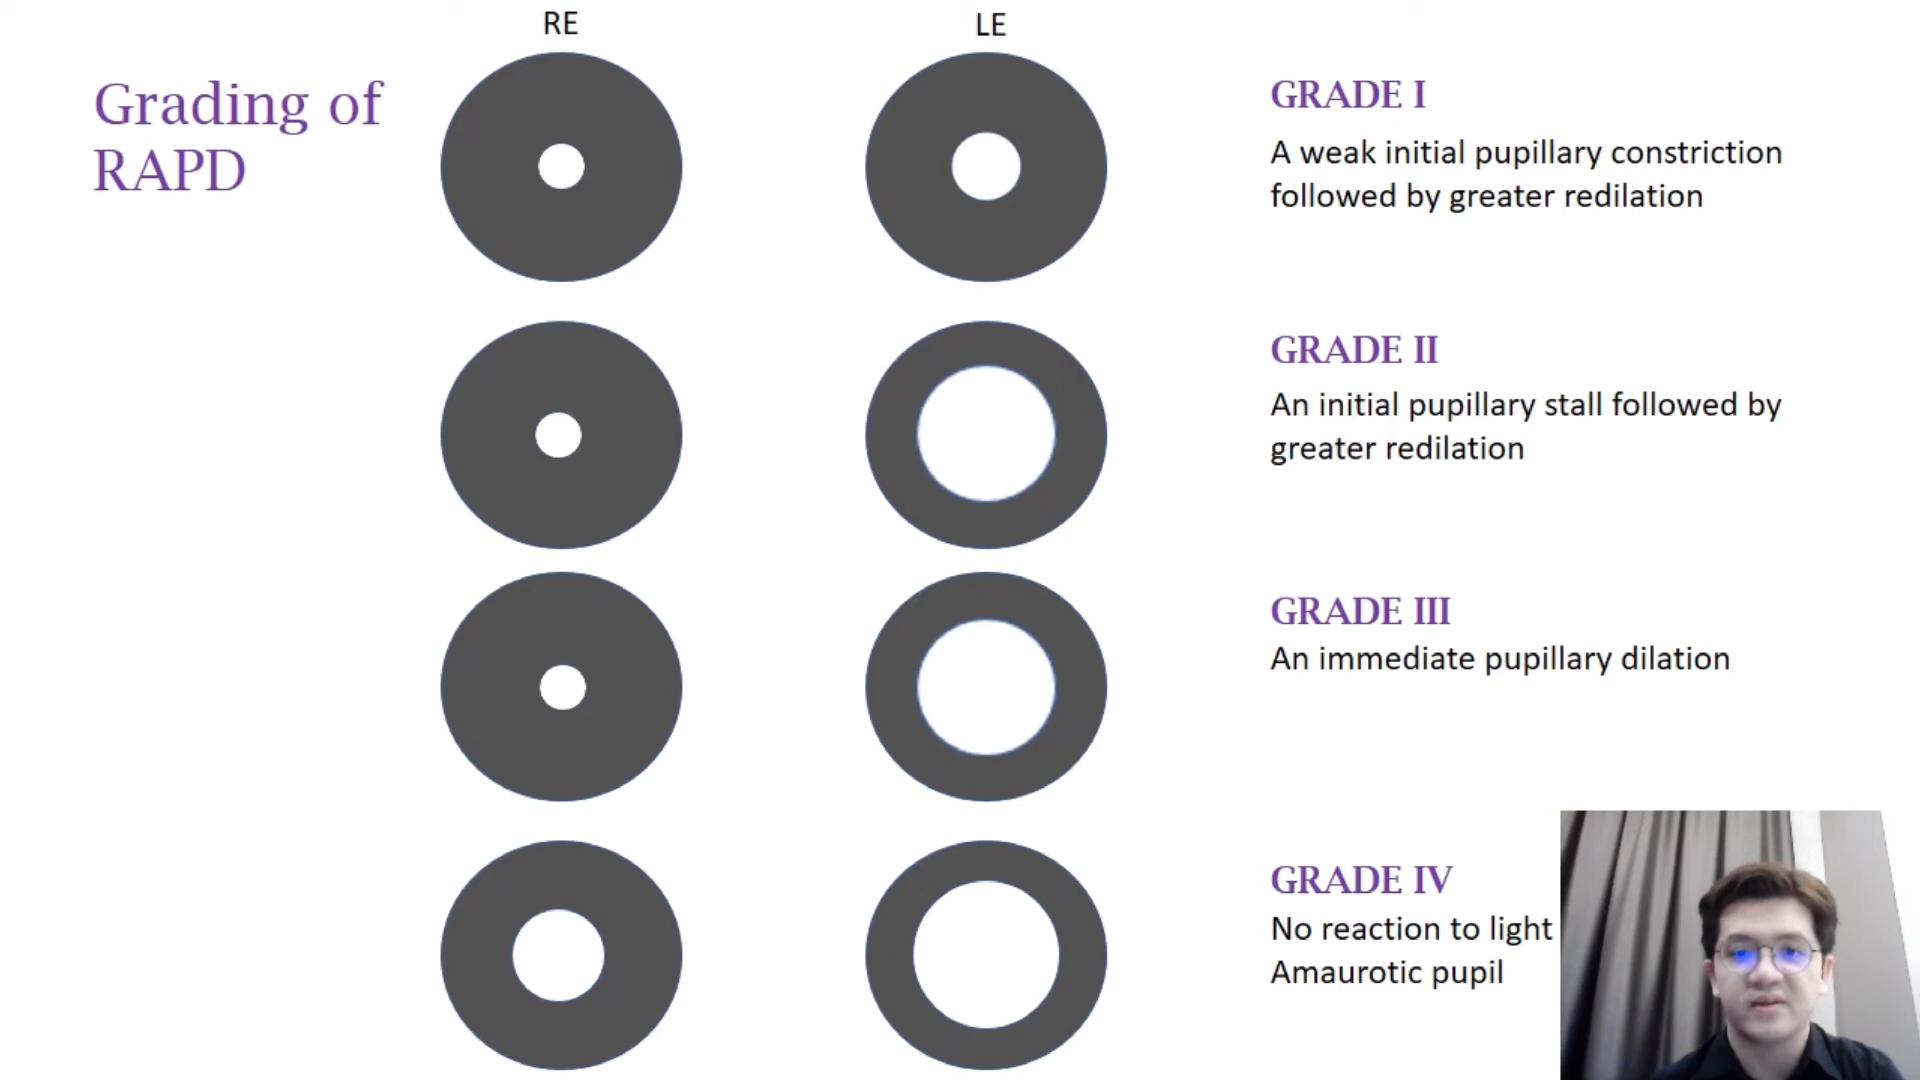 RE
LE
Grading of
RAPD
GRADE I
A weak initial pupillary constriction
followed by greater redilation
GRADE II
An initial pupillary stall followed by
greater redilation
GRADE III
An immediate pupillary dilation
GRADE IV
No reaction to light
Amaurotic pupil